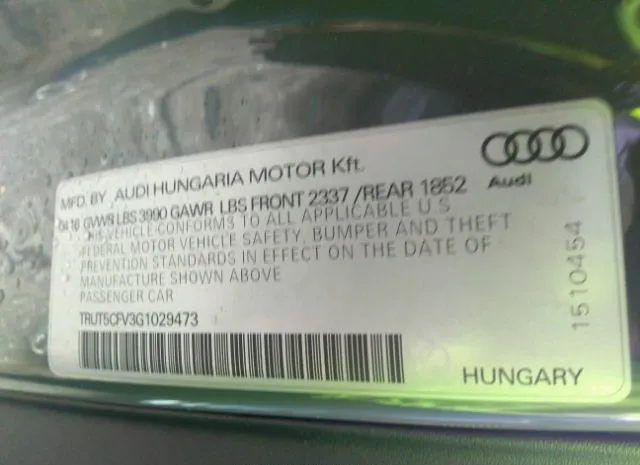 MFD. BY AUDI HUNGARIA MOTOR Kft.
04 16 GVWR LBS 3990 GAWR LBS FRONT 2337 /REAR 1852
THIS VEHICLE CONFORMS TO ALL APPLICABLE U.S
FEDERAL MOTOR VEHICLE SAFETY, BUMPER AND THEFT
PREVENTION STANDARDS IN EFFECT ON THE DATE OF
MANUFACTURE SHOWN ABOVE
PASSENGER CAR
TRUT5CFV3G1029473
Audi
1510454
HUNGARY